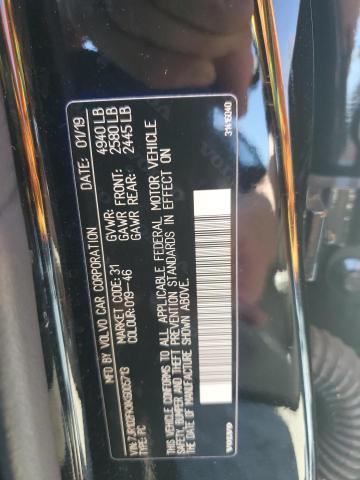 MFD BY VOLVO CAR CORPORATION 01/19
GVWR: 4940 LB
MARKET CODE: 31 GAWR FRONT: 2580 LB
COLOUR: 019-46 GAWR REAR: 2445 LB
TYPE: PC
THIS VEHICLE CONFORMS TO ALL APPLICABLE FEDERAL MOTOR VEHICLE
SAFETY, BUMPER AND THEFT PREVENTION STANDARDS IN EFFECT ON THE
DATE OF MANUFACTURE SHOWN ABOVE.
VOLVO 31419240